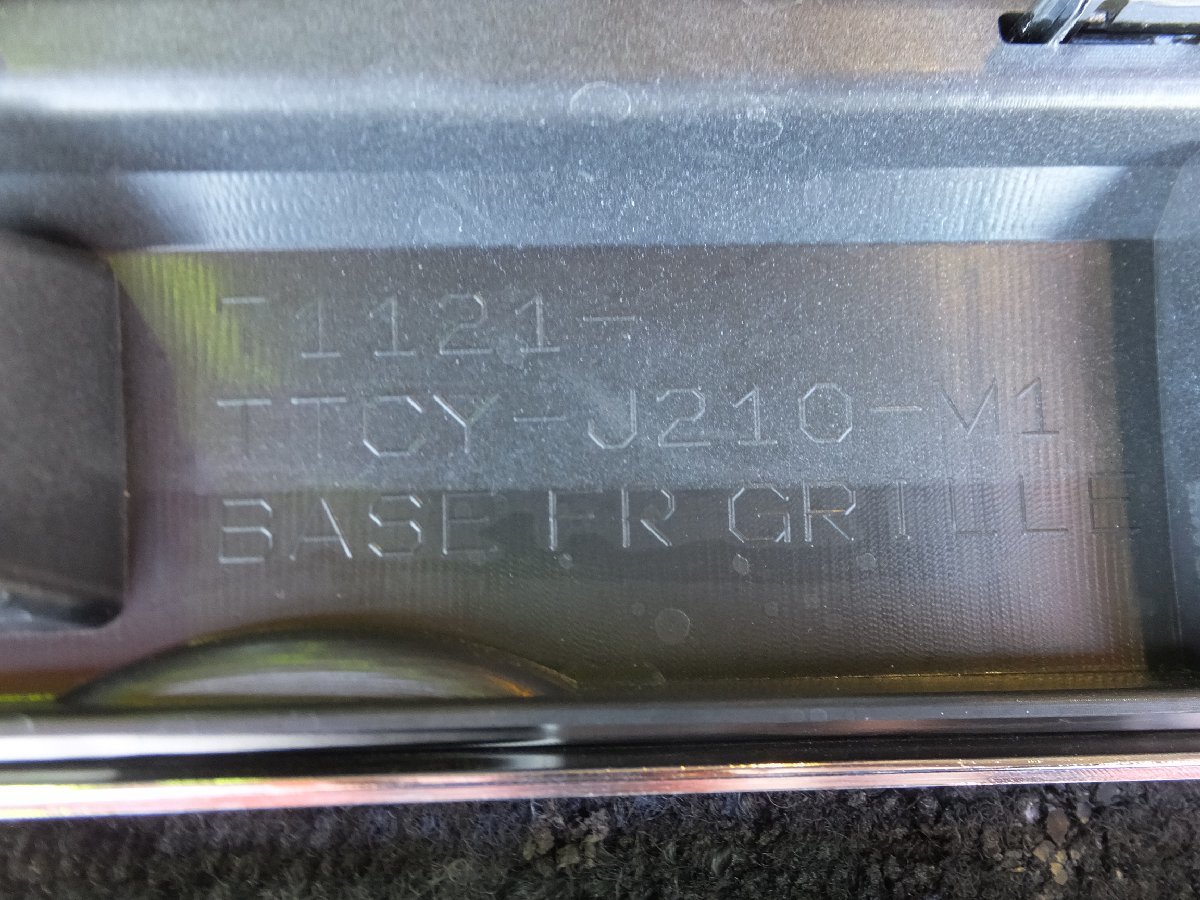 71121-
TTCY-J210-M1
BASE FR GRILLE